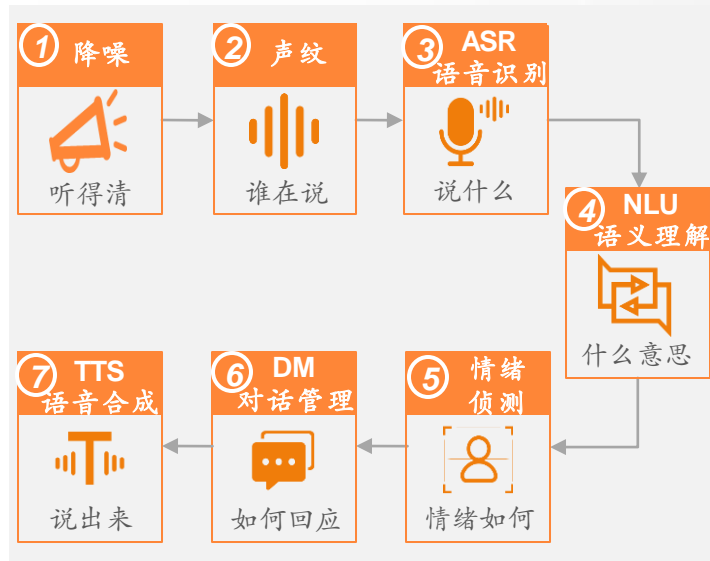 1 降噪
听得清
2 声纹
谁在说
3 ASR
语音识别
说什么
4 NLU
语义理解
什么意思
5 情绪
侦测
情绪如何
6 DM
对话管理
如何回应
7 TTS
语音合成
说出来